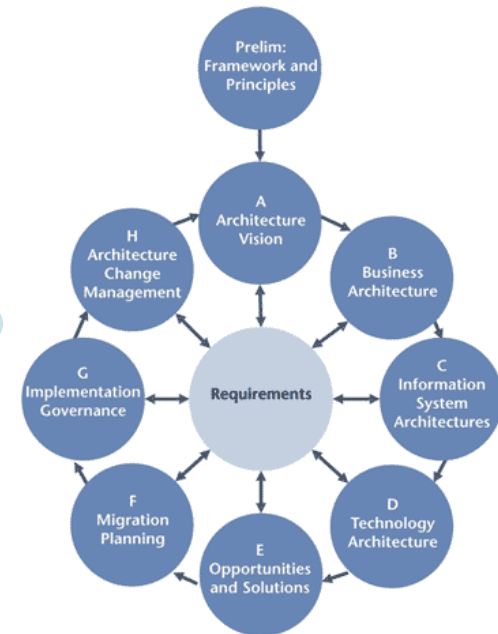 Prelim:
Framework and
Principles
A
Architecture
Vision
B
Business
Architecture
C
Information
System
Architectures
D
Technology
Architecture
E
Opportunities
and Solutions
F
Migration
Planning
G
Implementation
Governance
H
Architecture
Change
Management
Requirements